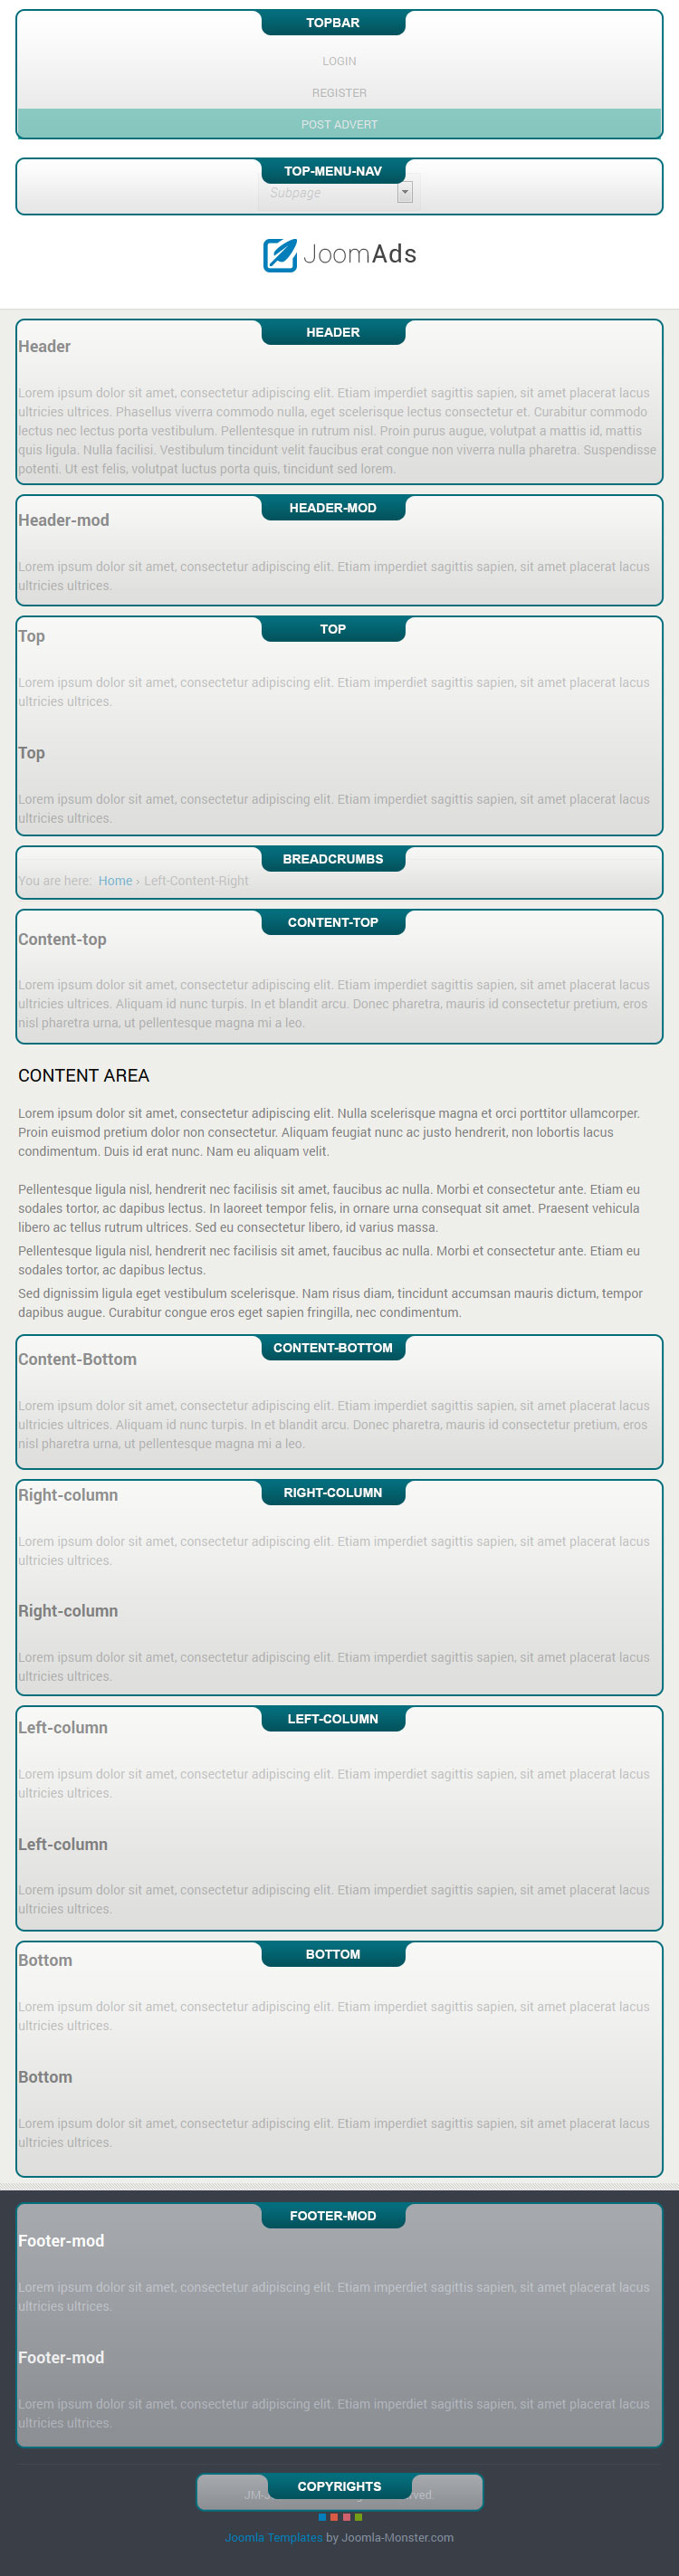 TOPBAR
LOGIN
REGISTER
POST ADVERT
TOP-MENU-NAV
Subpage
JoomAds
HEADER
Header
Lorem ipsum dolor sit amet, consectetur adipiscing elit. Etiam imperdiet sagittis sapien, sit amet placerat lacus
ultricies ultrices. Phasellus viverra commodo nulla, eget scelerisque lectus consectetur et. Curabitur commodo
lectus nec lectus porta vestibulum. Pellentesque in rutrum nisl. Proin purus augue, volutpat a mattis id, mattis
quis ligula. Nulla facilisi. Vestibulum tincidunt velit faucibus erat congue non viverra nulla pharetra. Suspendisse
potenti. Ut est felis, volutpat luctus porta quis, tincidunt sed lorem.
HEADER-MOD
Header-mod
Lorem ipsum dolor sit amet, consectetur adipiscing elit. Etiam imperdiet sagittis sapien, sit amet placerat lacus
ultricies ultrices.
TOP
Top
Lorem ipsum dolor sit amet, consectetur adipiscing elit. Etiam imperdiet sagittis sapien, sit amet placerat lacus
ultricies ultrices.
Top
Lorem ipsum dolor sit amet, consectetur adipiscing elit. Etiam imperdiet sagittis sapien, sit amet placerat lacus
ultricies ultrices.
BREADCRUMBS
You are here: Home › Left-Content-Right
CONTENT-TOP
Content-top
Lorem ipsum dolor sit amet, consectetur adipiscing elit. Etiam imperdiet sagittis sapien, sit amet placerat lacus
ultricies ultrices. Aliquam id nunc turpis. In et blandit arcu. Donec pharetra, mauris id consectetur pretium, eros
nisl pharetra urna, ut pellentesque magna mi a leo.
CONTENT AREA
Lorem ipsum dolor sit amet, consectetur adipiscing elit. Nulla scelerisque magna et orci porttitor ullamcorper.
Proin euismod pretium dolor non consectetur. Aliquam feugiat nunc ac justo hendrerit, non lobortis lacus
condimentum. Duis id erat nunc. Nam eu aliquam velit.
Pellentesque ligula nisl, hendrerit nec facilisis sit amet, faucibus ac nulla. Morbi et consectetur ante. Etiam eu
sodales tortor, ac dapibus lectus. In laoreet tempor felis, in ornare urna consequat sit amet. Praesent vehicula
libero ac tellus rutrum ultrices. Sed eu consectetur libero, id varius massa.
Pellentesque ligula nisl, hendrerit nec facilisis sit amet, faucibus ac nulla. Morbi et consectetur ante. Etiam eu
sodales tortor, ac dapibus lectus.
Sed dignissim ligula eget vestibulum scelerisque. Nam risus diam, tincidunt accumsan mauris dictum, tempor
dapibus augue. Curabitur congue eros eget sapien fringilla, nec condimentum.
CONTENT-BOTTOM
Content-Bottom
Lorem ipsum dolor sit amet, consectetur adipiscing elit. Etiam imperdiet sagittis sapien, sit amet placerat lacus
ultricies ultrices. Aliquam id nunc turpis. In et blandit arcu. Donec pharetra, mauris id consectetur pretium, eros
nisl pharetra urna, ut pellentesque magna mi a leo.
RIGHT-COLUMN
Right-column
Lorem ipsum dolor sit amet, consectetur adipiscing elit. Etiam imperdiet sagittis sapien, sit amet placerat lacus
ultricies ultrices.
Right-column
Lorem ipsum dolor sit amet, consectetur adipiscing elit. Etiam imperdiet sagittis sapien, sit amet placerat lacus
ultricies ultrices.
LEFT-COLUMN
Left-column
Lorem ipsum dolor sit amet, consectetur adipiscing elit. Etiam imperdiet sagittis sapien, sit amet placerat lacus
ultricies ultrices.
Left-column
Lorem ipsum dolor sit amet, consectetur adipiscing elit. Etiam imperdiet sagittis sapien, sit amet placerat lacus
ultricies ultrices.
BOTTOM
Bottom
Lorem ipsum dolor sit amet, consectetur adipiscing elit. Etiam imperdiet sagittis sapien, sit amet placerat lacus
ultricies ultrices.
Bottom
Lorem ipsum dolor sit amet, consectetur adipiscing elit. Etiam imperdiet sagittis sapien, sit amet placerat lacus
ultricies ultrices.
FOOTER-MOD
Footer-mod
Lorem ipsum dolor sit amet, consectetur adipiscing elit. Etiam imperdiet sagittis sapien, sit amet placerat lacus
ultricies ultrices.
Footer-mod
Lorem ipsum dolor sit amet, consectetur adipiscing elit. Etiam imperdiet sagittis sapien, sit amet placerat lacus
ultricies ultrices.
COPYRIGHTS
Joomla Templates by Joomla-Monster.com